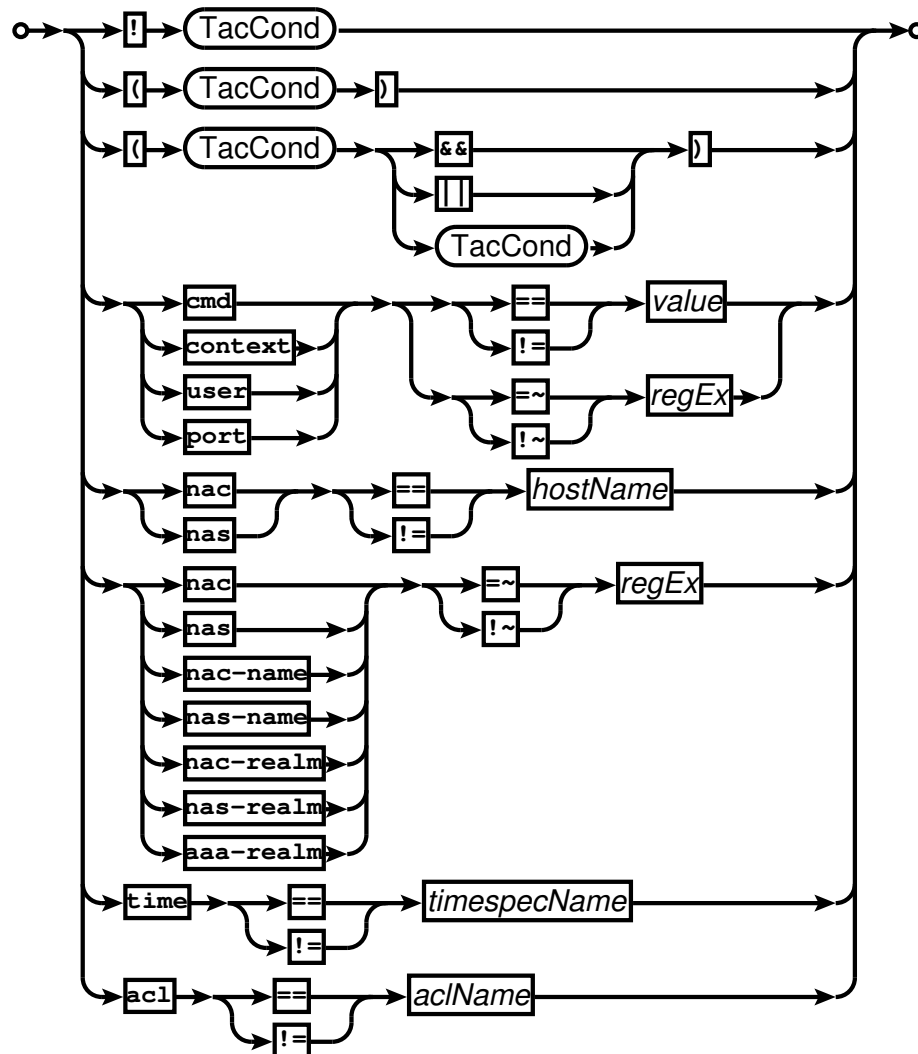 ! TacCond
( TacCond )
( TacCond && )
||
TacCond
cmd == value
context !=
user =~ regEx
port !~
nac == hostName
nas !=
nac =~ regEx
nas !~
nac-name
nas-name
nac-realm
nas-realm
aaa-realm
time == timespecName
!=
acl == aclName
!=